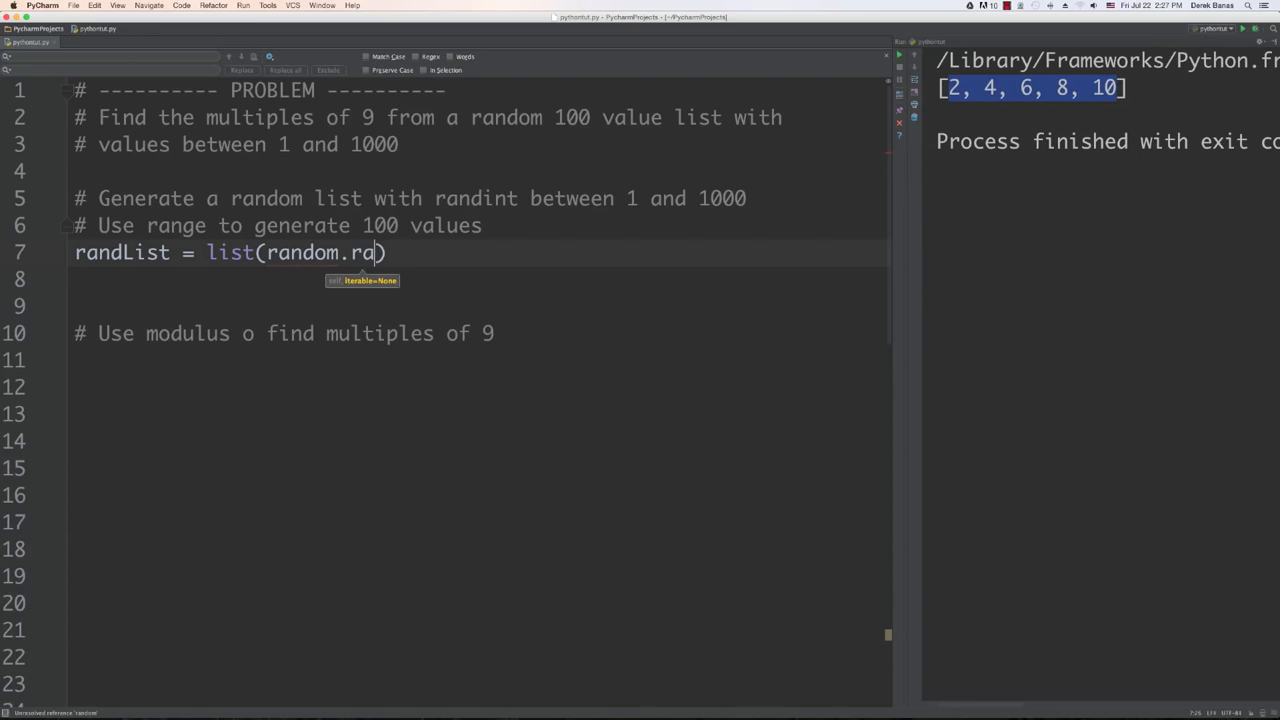 PyCharm File Edit View Navigate Code Refactor Run Tools VCS Window Help 10 Fri Jul 22 2:27 PM Derek Banas
pythontut.py - PycharmProjects - [~/PycharmProjects]
PycharmProjects pythontut.py pythontut
pythontut.py Run pythontut
Match Case Regex Words
Replace Replace all Exclude Preserve Case In Selection
1 # ---------- PROBLEM ----------
2 # Find the multiples of 9 from a random 100 value list with
3 # values between 1 and 1000
4
5 # Generate a random list with randint between 1 and 1000
6 # Use range to generate 100 values
7 randList = list(random.ra)
self, iterable=None
8
9
10 # Use modulus o find multiples of 9
11
12
13
14
15
16
17
18
19
20
21
22
23
/Library/Frameworks/Python.fr
[2, 4, 6, 8, 10]
Process finished with exit co
Unresolved reference 'random' 7:26 LF÷ UTF-8÷